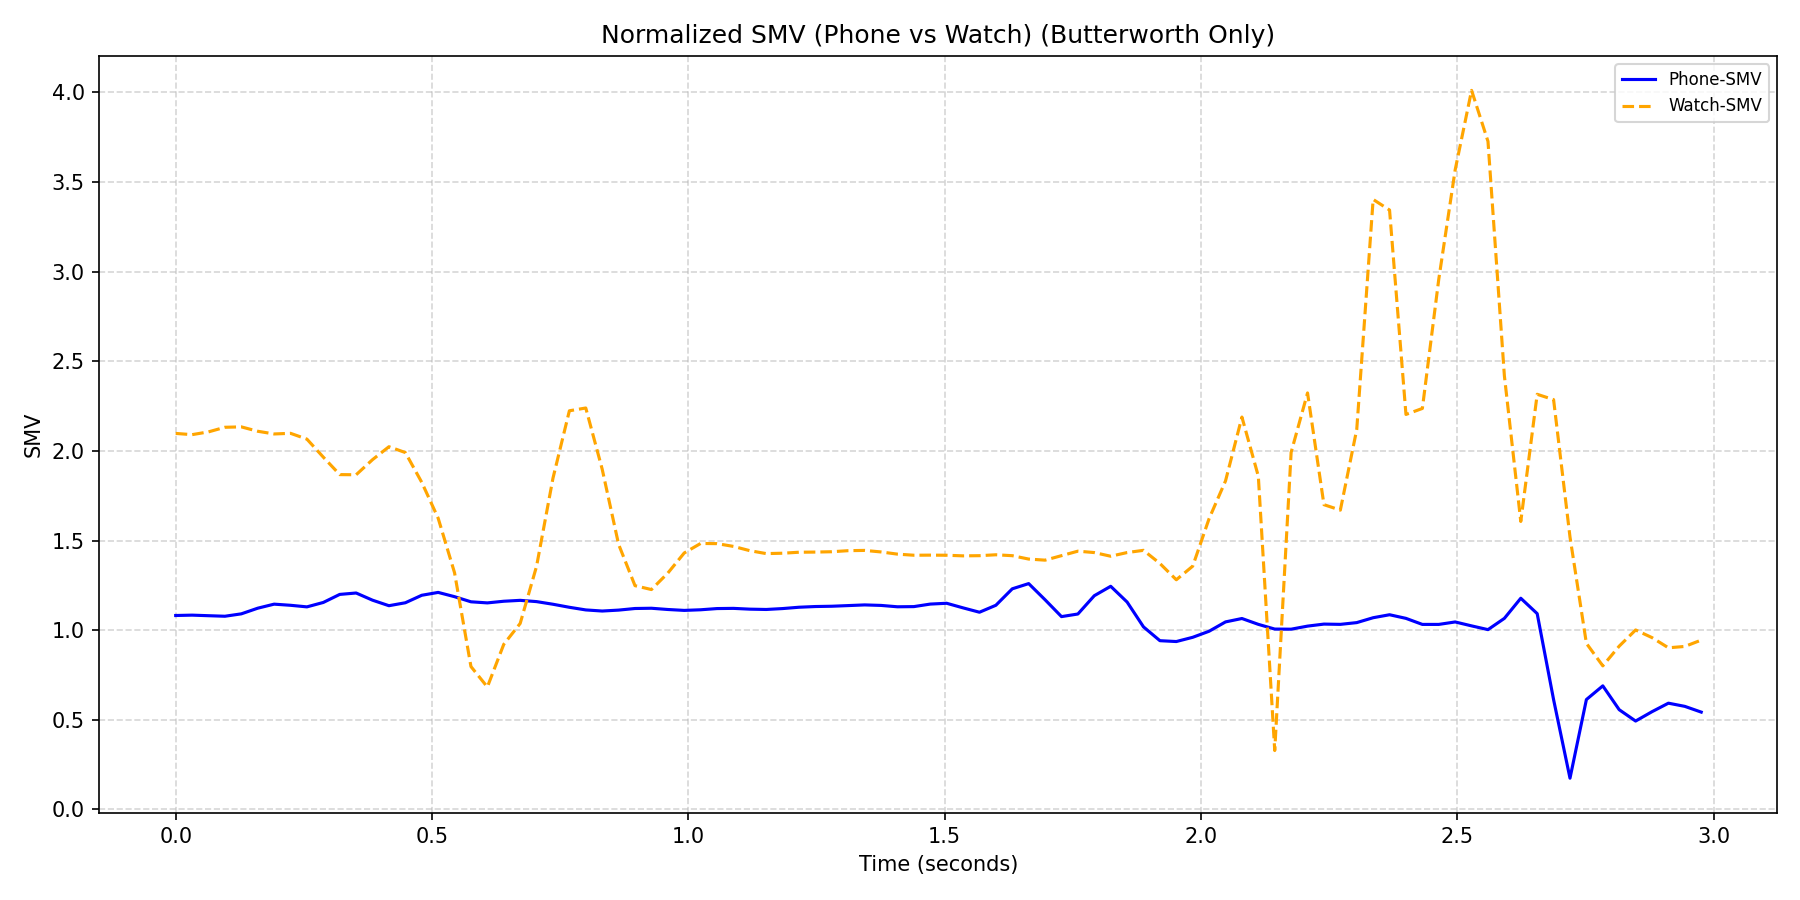 Normalized SMV (Phone vs Watch) (Butterworth Only)
Phone-SMV
Watch-SMV
4.0
3.5
3.0
2.5
2.0
1.5
1.0
0.5
0.0
SMV
0.0 0.5 1.0 1.5 2.0 2.5 3.0
Time (seconds)